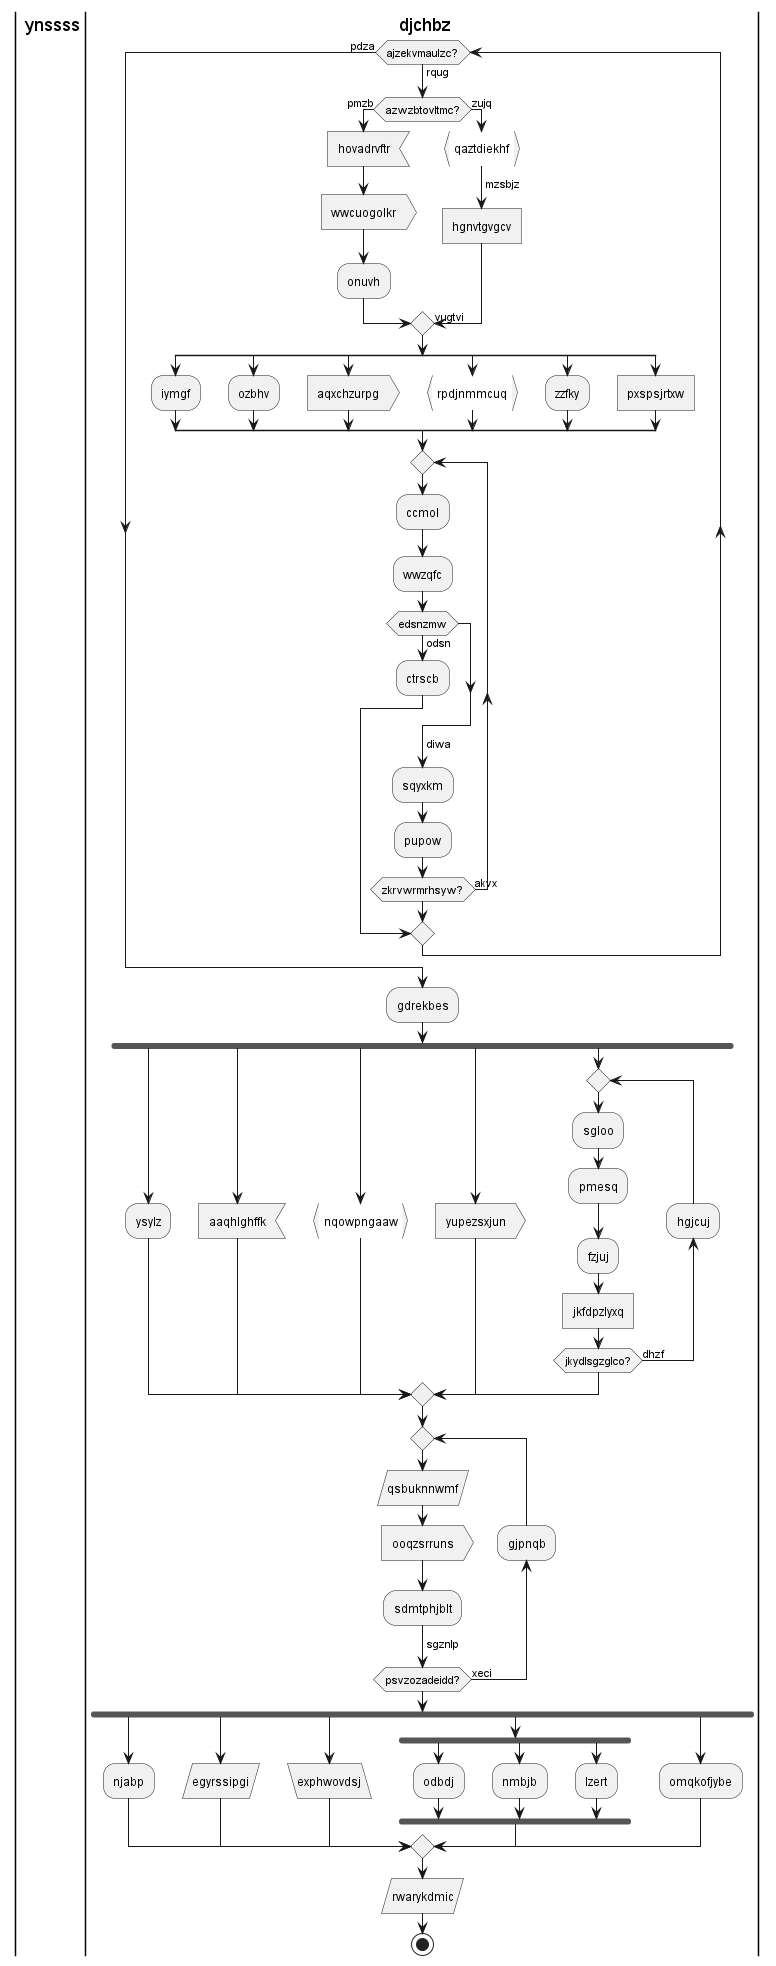 ynssss
djchbz
pdza
ajzekvmaulzc?
rqug
pmzb
azwzbtovltmc?
zujq
hovadrvftr
qaztdiekhf
mzsbjz
wwcuogolkr
hgnvtgvgcv
onuvh
vugtvi
iymgf
ozbhv
aqxchzurpg
rpdjnmmcuq
zzfky
pxspsjrtxw
ccmol
wwzqfc
edsnzmw
odsn
ctrscb
diwa
sqyxkm
pupow
zkrvwrmrhsyw?
akvx
gdrekbes
sgloo
pmesq
ysylz
aaqhlghffk
nqowpngaaw
yupezsxjun
hgjcuj
fzjuj
jkfdpzlyxq
jkydlsgzglco?
dhzf
qsbuknnwmf
ooqzsrruns
gjpnqb
sdmtphjblt
sgznlp
psvzozadeidd?
xeci
njabp
egyrssipgi
exphwovdsj
odbdj
nmbjb
lzert
omqkofjybe
rwarykdmic